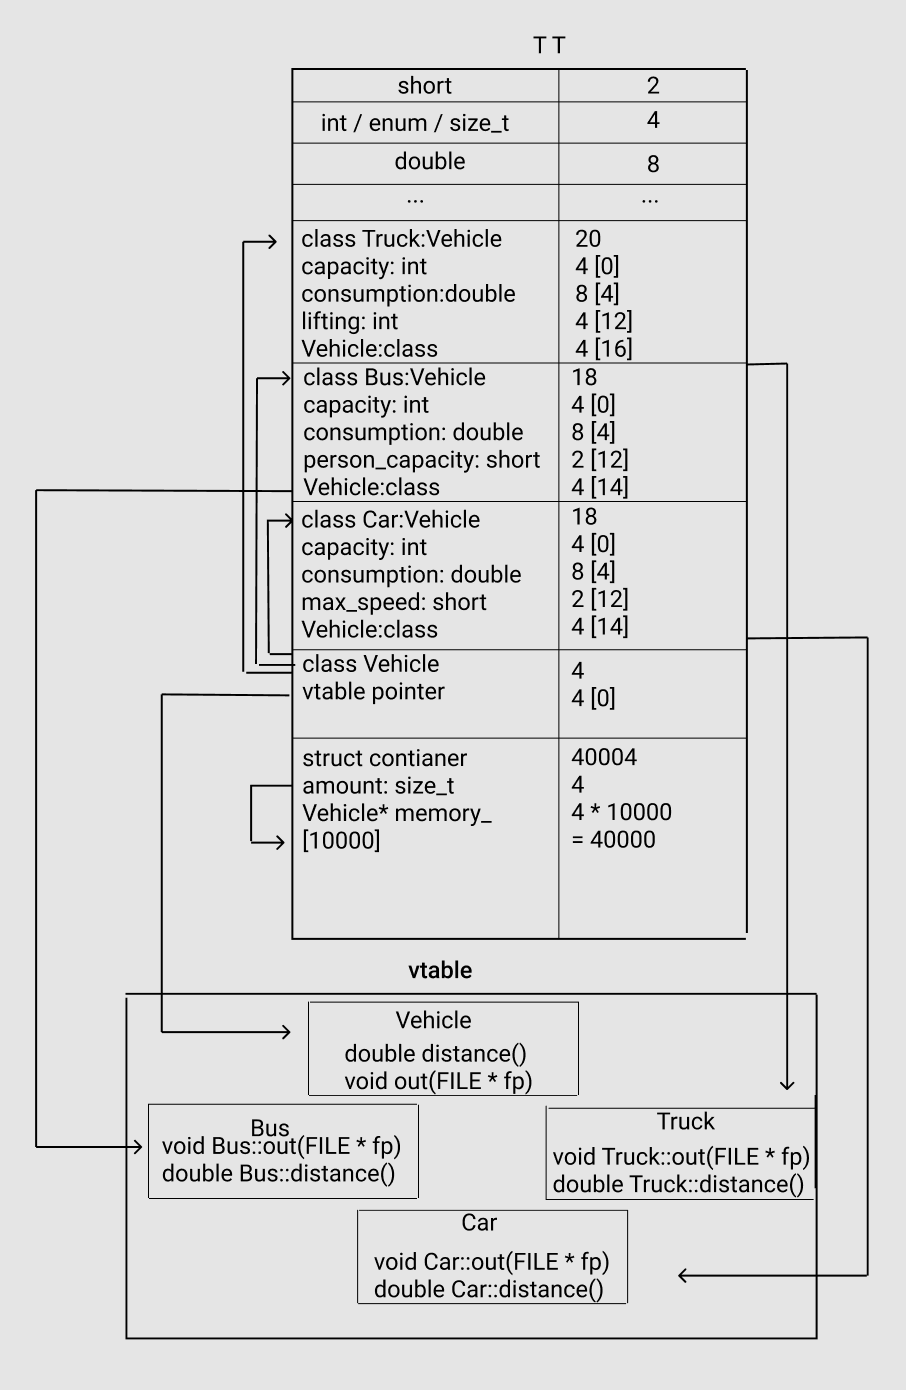 T T
short 2
int / enum / size_t 4
double 8
... ...
class Truck:Vehicle 20
capacity: int 4 [0]
consumption:double 8 [4]
lifting: int 4 [12]
Vehicle:class 4 [16]
class Bus:Vehicle 18
capacity: int 4 [0]
consumption: double 8 [4]
person_capacity: short 2 [12]
Vehicle:class 4 [14]
class Car:Vehicle 18
capacity: int 4 [0]
consumption: double 8 [4]
max_speed: short 2 [12]
Vehicle:class 4 [14]
class Vehicle 4
vtable pointer 4 [0]
struct contianer 40004
amount: size_t 4
Vehicle* memory_ 4 * 10000
[10000] = 40000
vtable
Vehicle
double distance()
void out(FILE * fp)
Bus
void Bus::out(FILE * fp)
double Bus::distance()
Truck
void Truck::out(FILE * fp)
double Truck::distance()
Car
void Car::out(FILE * fp)
double Car::distance()